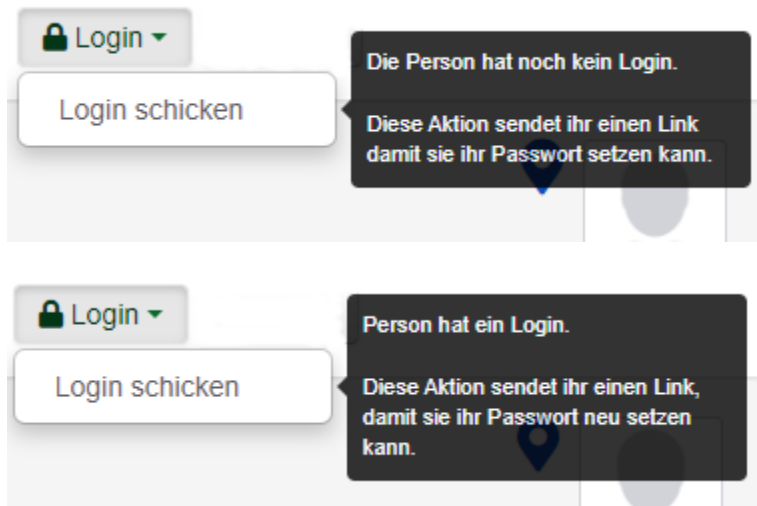 Login
Die Person hat noch kein Login.
Login schicken
Diese Aktion sendet ihr einen Link
damit sie ihr Passwort setzen kann.
Login
Person hat ein Login.
Login schicken
Diese Aktion sendet ihr einen Link,
damit sie ihr Passwort neu setzen
kann.